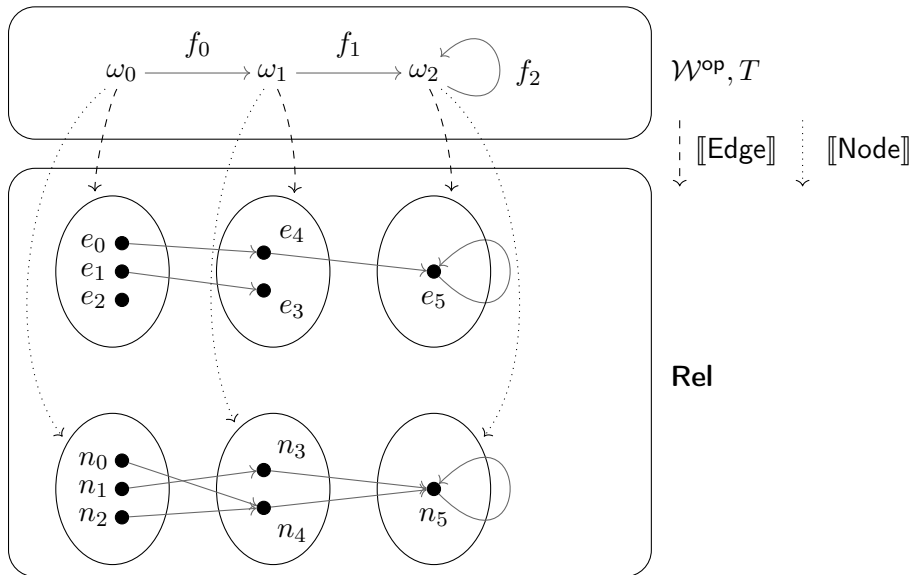 f₀ f₁
ω₀ ω₁ ω₂ f₂ 𝒲^op, T
⟦Edge⟧ ⟦Node⟧
e₀ e₄
e₁
e₂ e₃ e₅
Rel
n₀ n₃
n₁
n₂ n₄ n₅